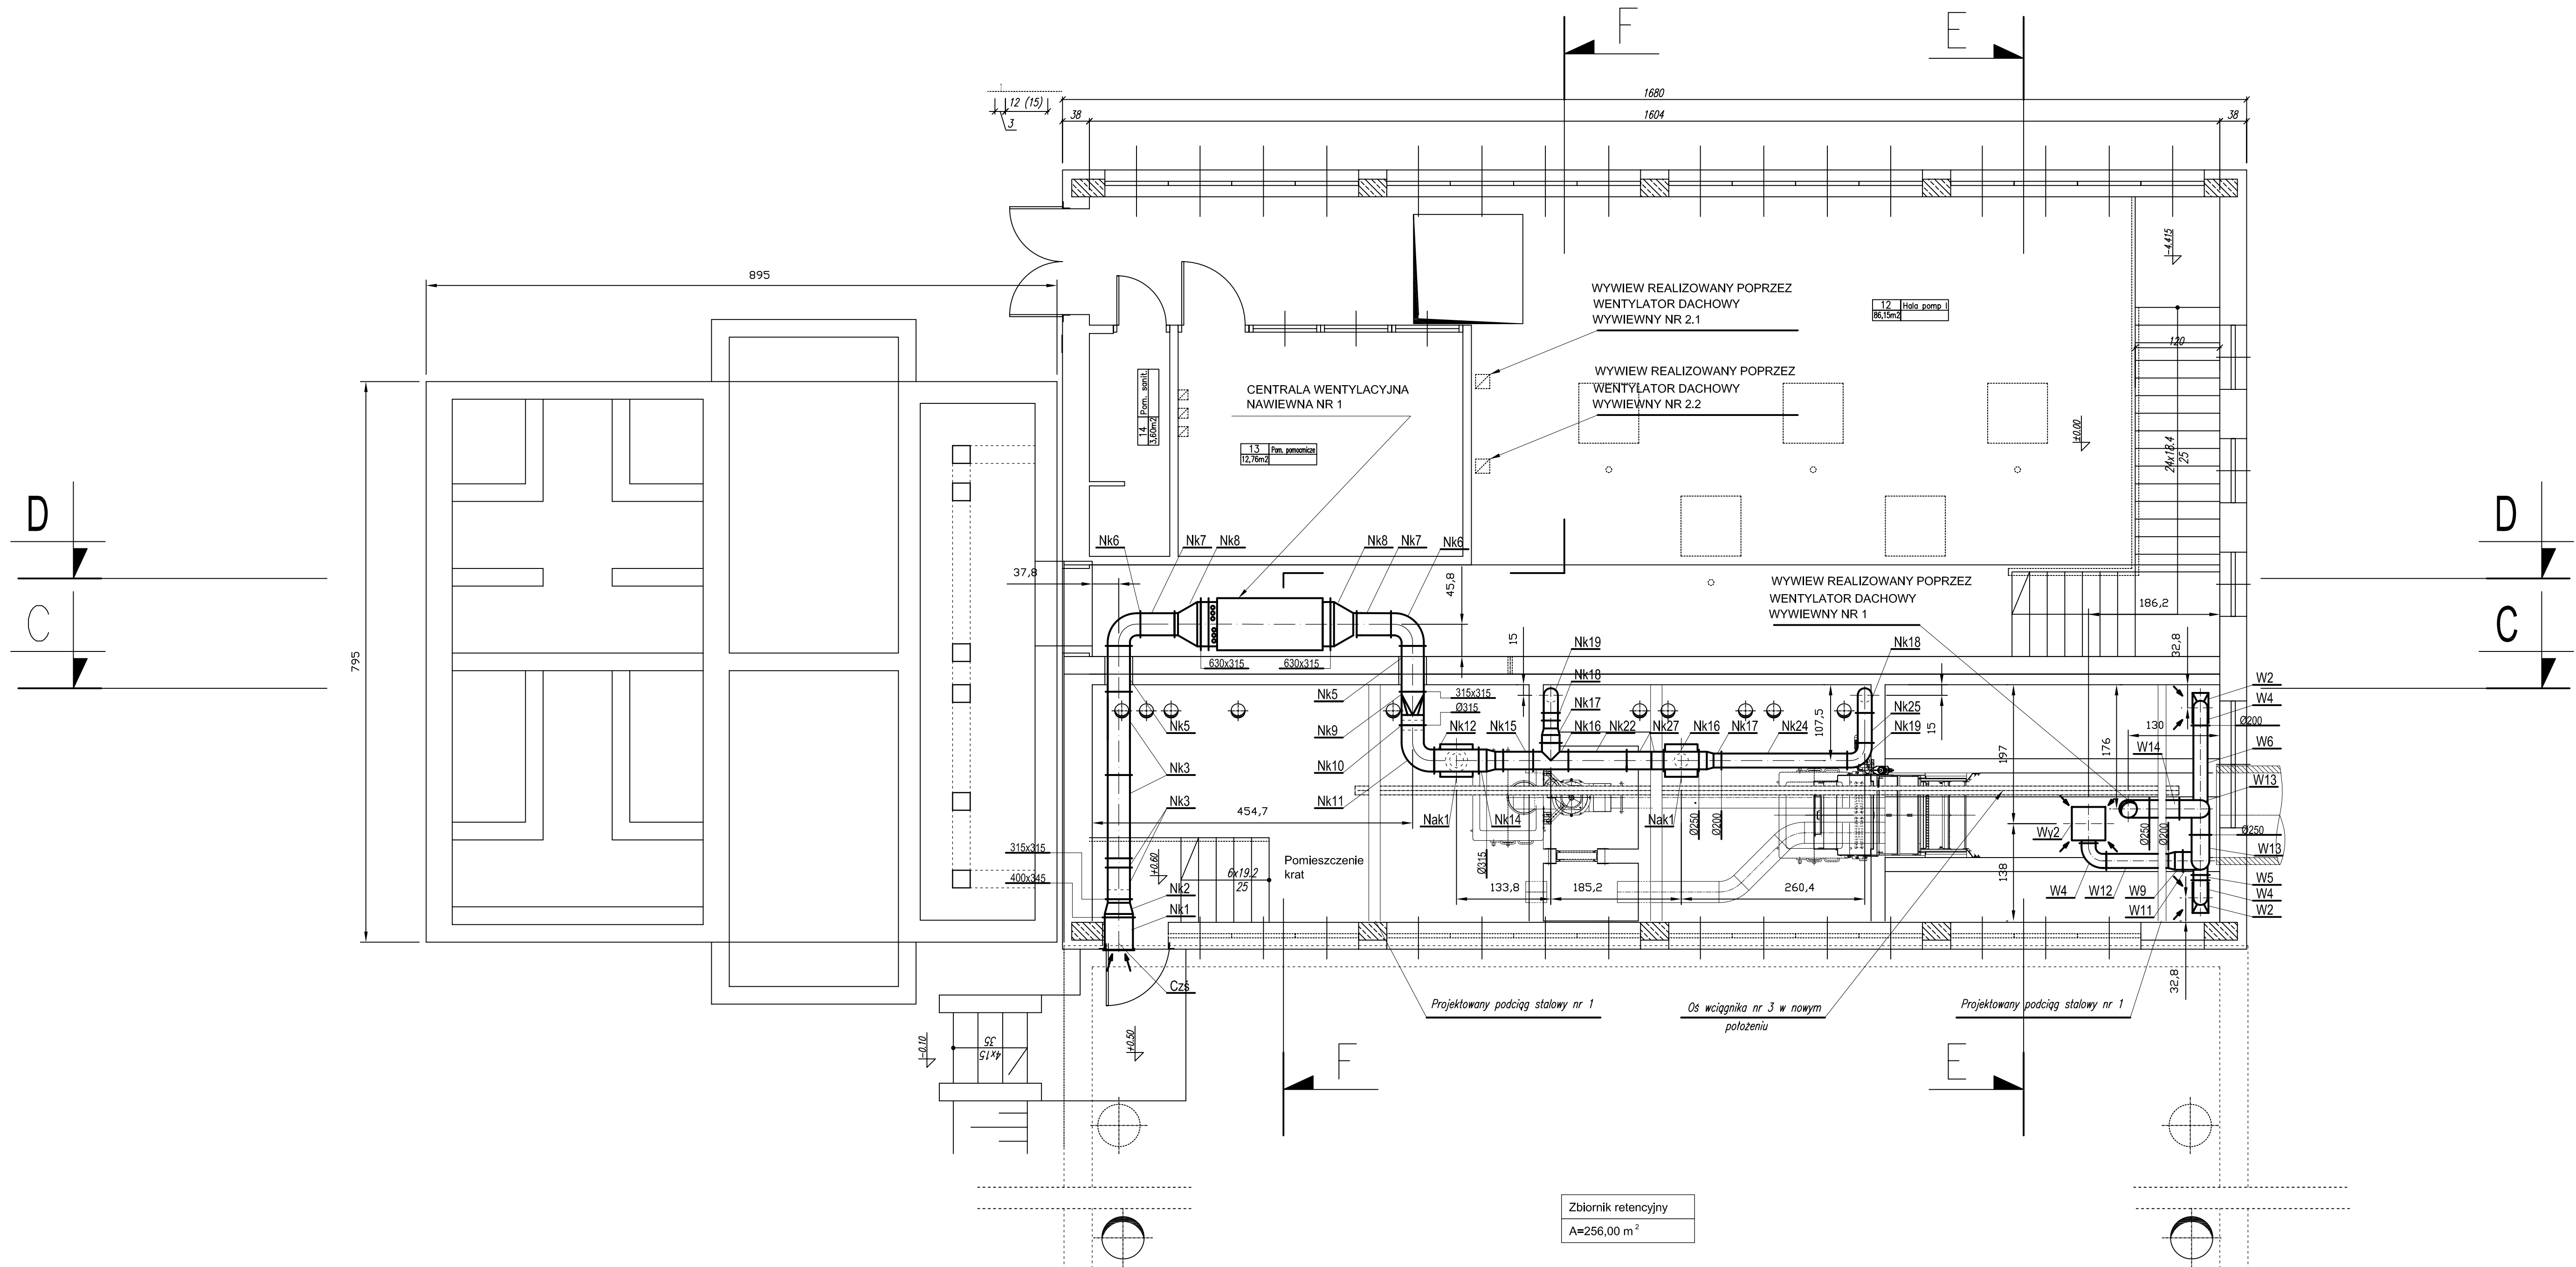 F
E
12 (15)
3
1680
38
1604
38
-4.415
895
WYWIEW REALIZOWANY POPRZEZ
WENTYLATOR DACHOWY
WYWIEWNY NR 2.1
12 Hala pomp I
86,15m2
120
WYWIEW REALIZOWANY POPRZEZ
WENTYLATOR DACHOWY
WYWIEWNY NR 2.2
CENTRALA WENTYLACYJNA
NAWIEWNA NR 1
14 Pom. sanit.
3,60m2
13 Pom. pomocnicze
12,76m2
±0.00
24x18.4
25
D
D
Nk6
Nk7
Nk8
Nk8
Nk7
Nk6
37,8
45,8
WYWIEW REALIZOWANY POPRZEZ
WENTYLATOR DACHOWY
WYWIEWNY NR 1
186,2
C
C
795
630x315
630x315
15
Nk19
Nk18
32,8
Nk18
W2
Nk5
315x315
Nk17
W4
Ø315
107,5
Nk25
15
130
Ø200
Nk5
Nk9
Nk12
Nk15
Nk16
Nk22
Nk27
Nk16
Nk17
Nk24
Nk19
197
176
W14
W6
Nk10
W13
Nk3
Nk3
Nk11
454,7
Nak1
Nk14
Nak1
Ø250
Ø200
Wy2
Ø250
Ø200
Ø250
315x315
+0.60
Pomieszczenie
krat
Ø315
W13
400x345
6x19.2
25
133,8
185,2
260,4
138
Nk2
W4
W12
W9
W5
W4
Nk1
W11
W2
Czś
32,8
Projektowany podciąg stalowy nr 1
Oś wciągnika nr 3 w nowym
położeniu
Projektowany podciąg stalowy nr 1
-0.10
4x15
35
+0.50
F
E
Zbiornik retencyjny
A=256,00 m²